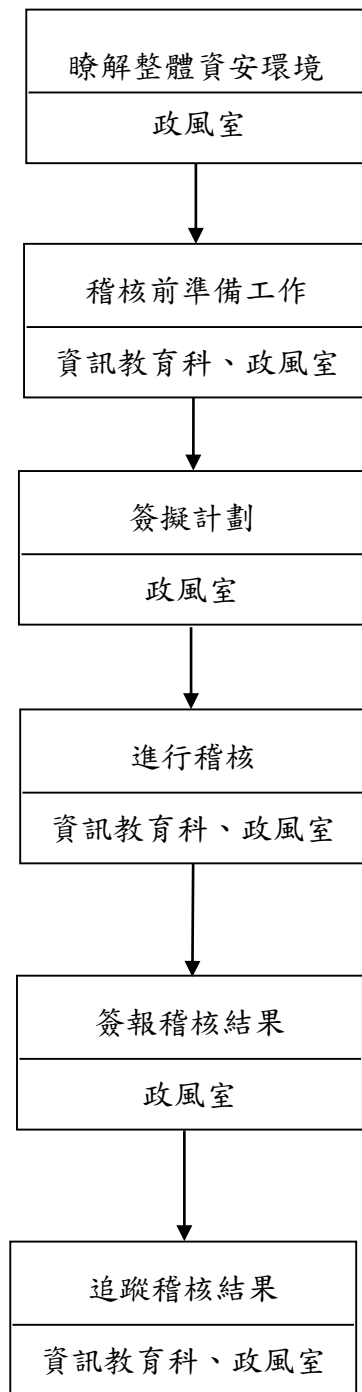 瞭解整體資安環境
政風室
稽核前準備工作
資訊教育科、政風室
簽擬計劃
政風室
進行稽核
資訊教育科、政風室
簽報稽核結果
政風室
追蹤稽核結果
資訊教育科、政風室